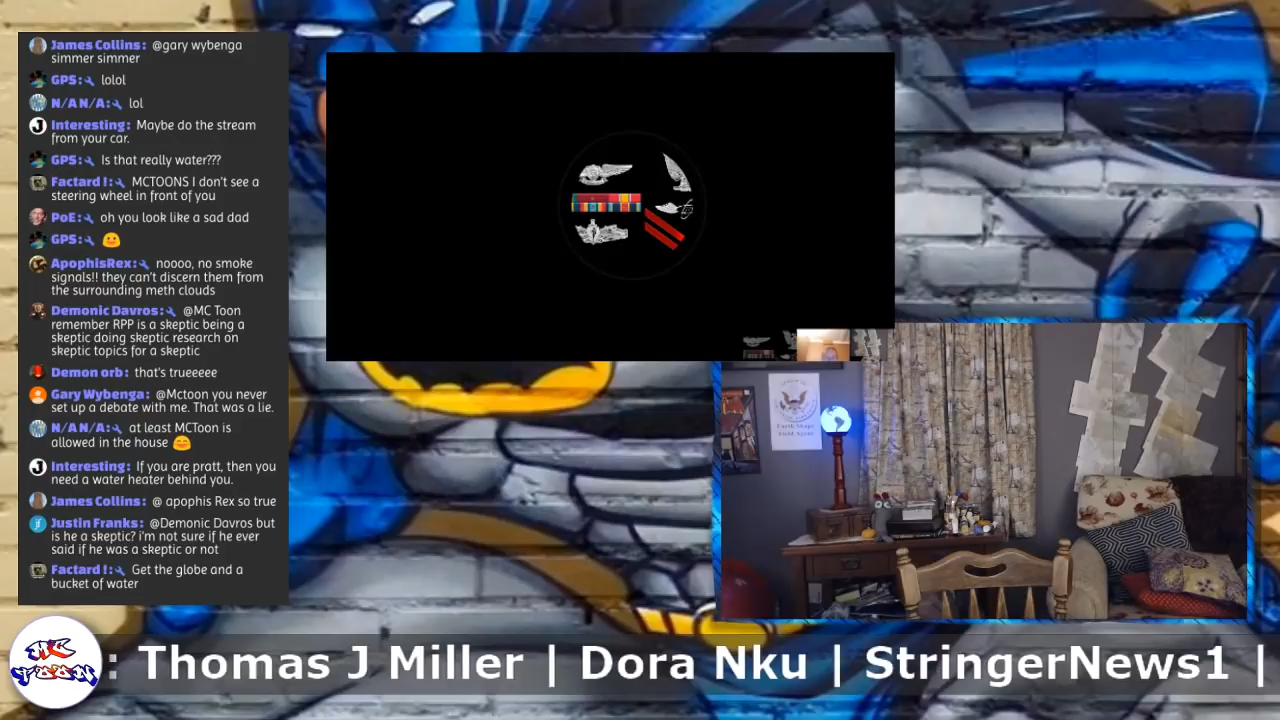 James Collins: @gary wybenga
simmer simmer
GPS: lolol
N/A N/A: lol
Interesting: Maybe do the stream
from your car.
GPS: Is that really water???
Factard !: MCTOONS I don't see a
steering wheel in front of you
PoE: oh you look like a sad dad
GPS:
ApophisRex: noooo, no smoke
signals!! they can't discern them from
the surrounding meth clouds
Demonic Davros: @MC Toon
remember RPP is a skeptic being a
skeptic doing skeptic research on
skeptic topics for a skeptic
Demon orb: that's trueeeee
Gary Wybenga: @Mctoon you never
set up a debate with me. That was a lie.
N/A N/A: at least MCToon is
allowed in the house
Interesting: If you are pratt, then you
need a water heater behind you.
James Collins: @ apophis Rex so true
Justin Franks: @Demonic Davros but
is he a skeptic? i'm not sure if he ever
said if he was a skeptic or not
Factard !: Get the globe and a
bucket of water
Earth Shape
Field Agent
MC
TOON
: Thomas J Miller | Dora Nku | StringerNews1 |